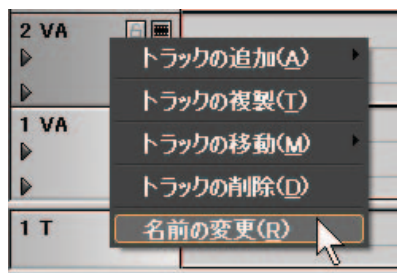 2 VA
トラックの追加(A)
トラックの複製(T)
1 VA
トラックの移動(M)
トラックの削除(D)
1 T
名前の変更(R)